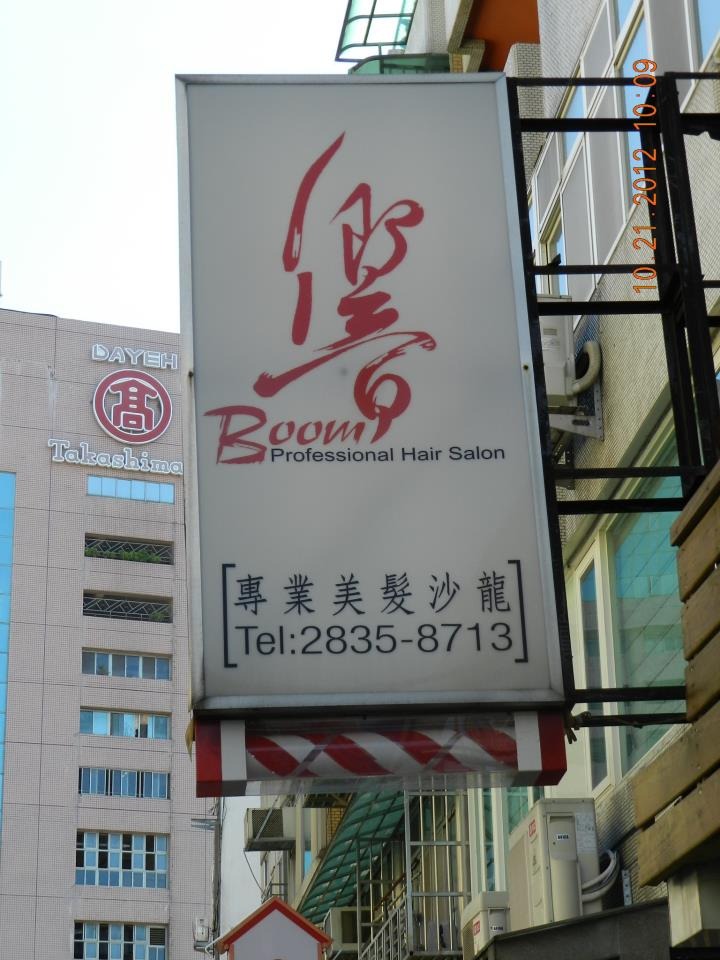 響
Boom
Professional Hair Salon
專業美髮沙龍
Tel:2835-8713
DAYEH
高
Takashima
10.21.2012 10:09